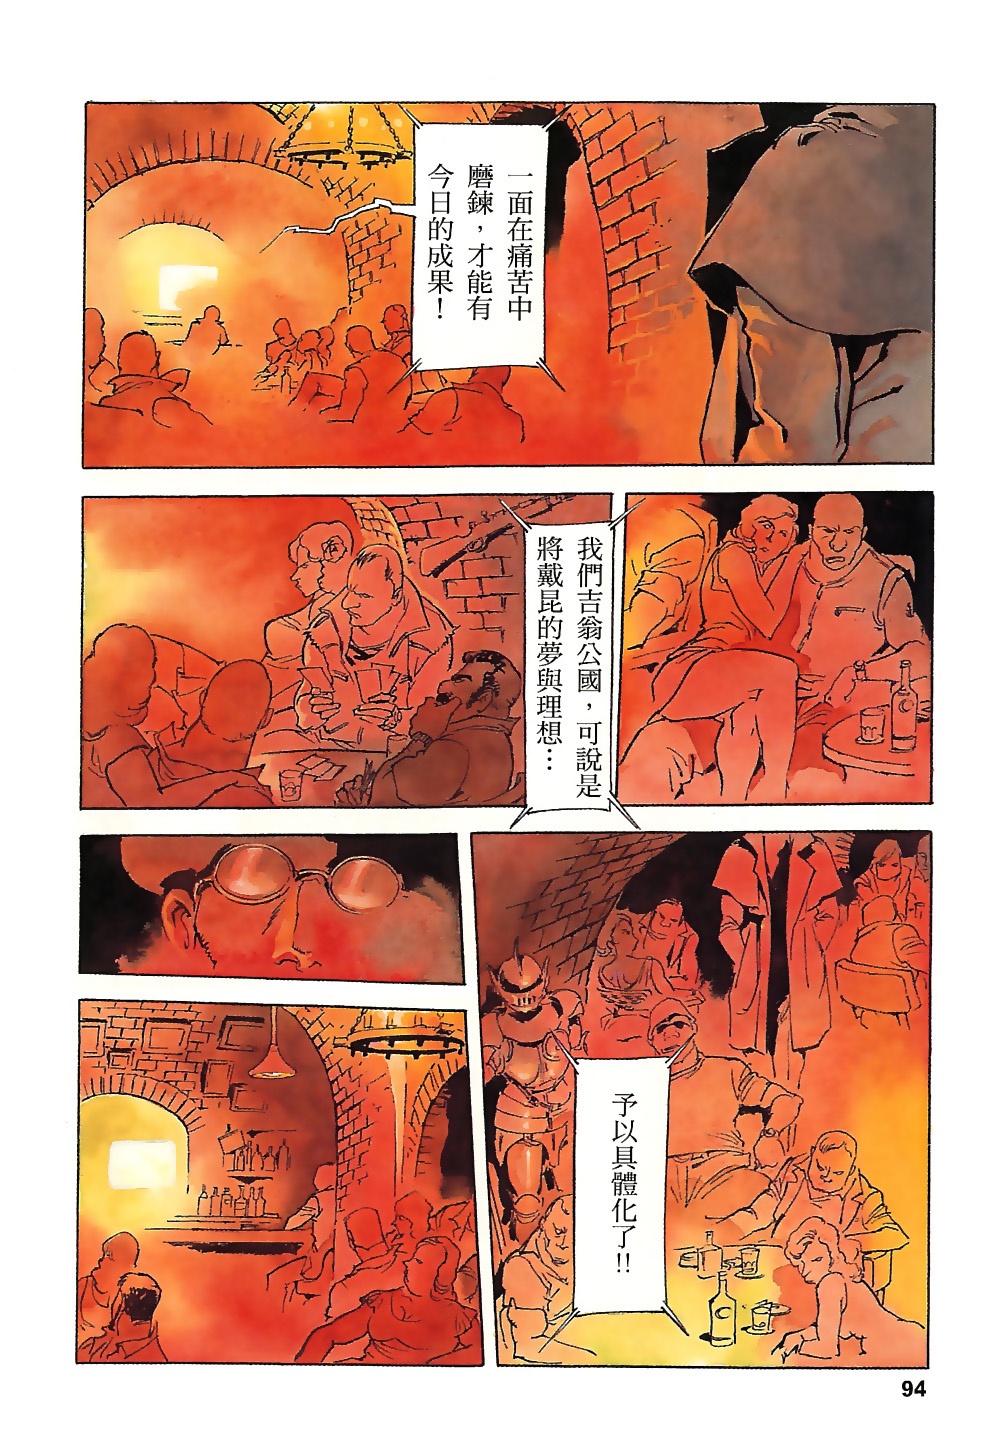 一面在痛苦中
磨鍊，才能有
今日的成果！
我們吉翁公國，可說是
將戴昆的夢與理想…
予以具體化了!!
94